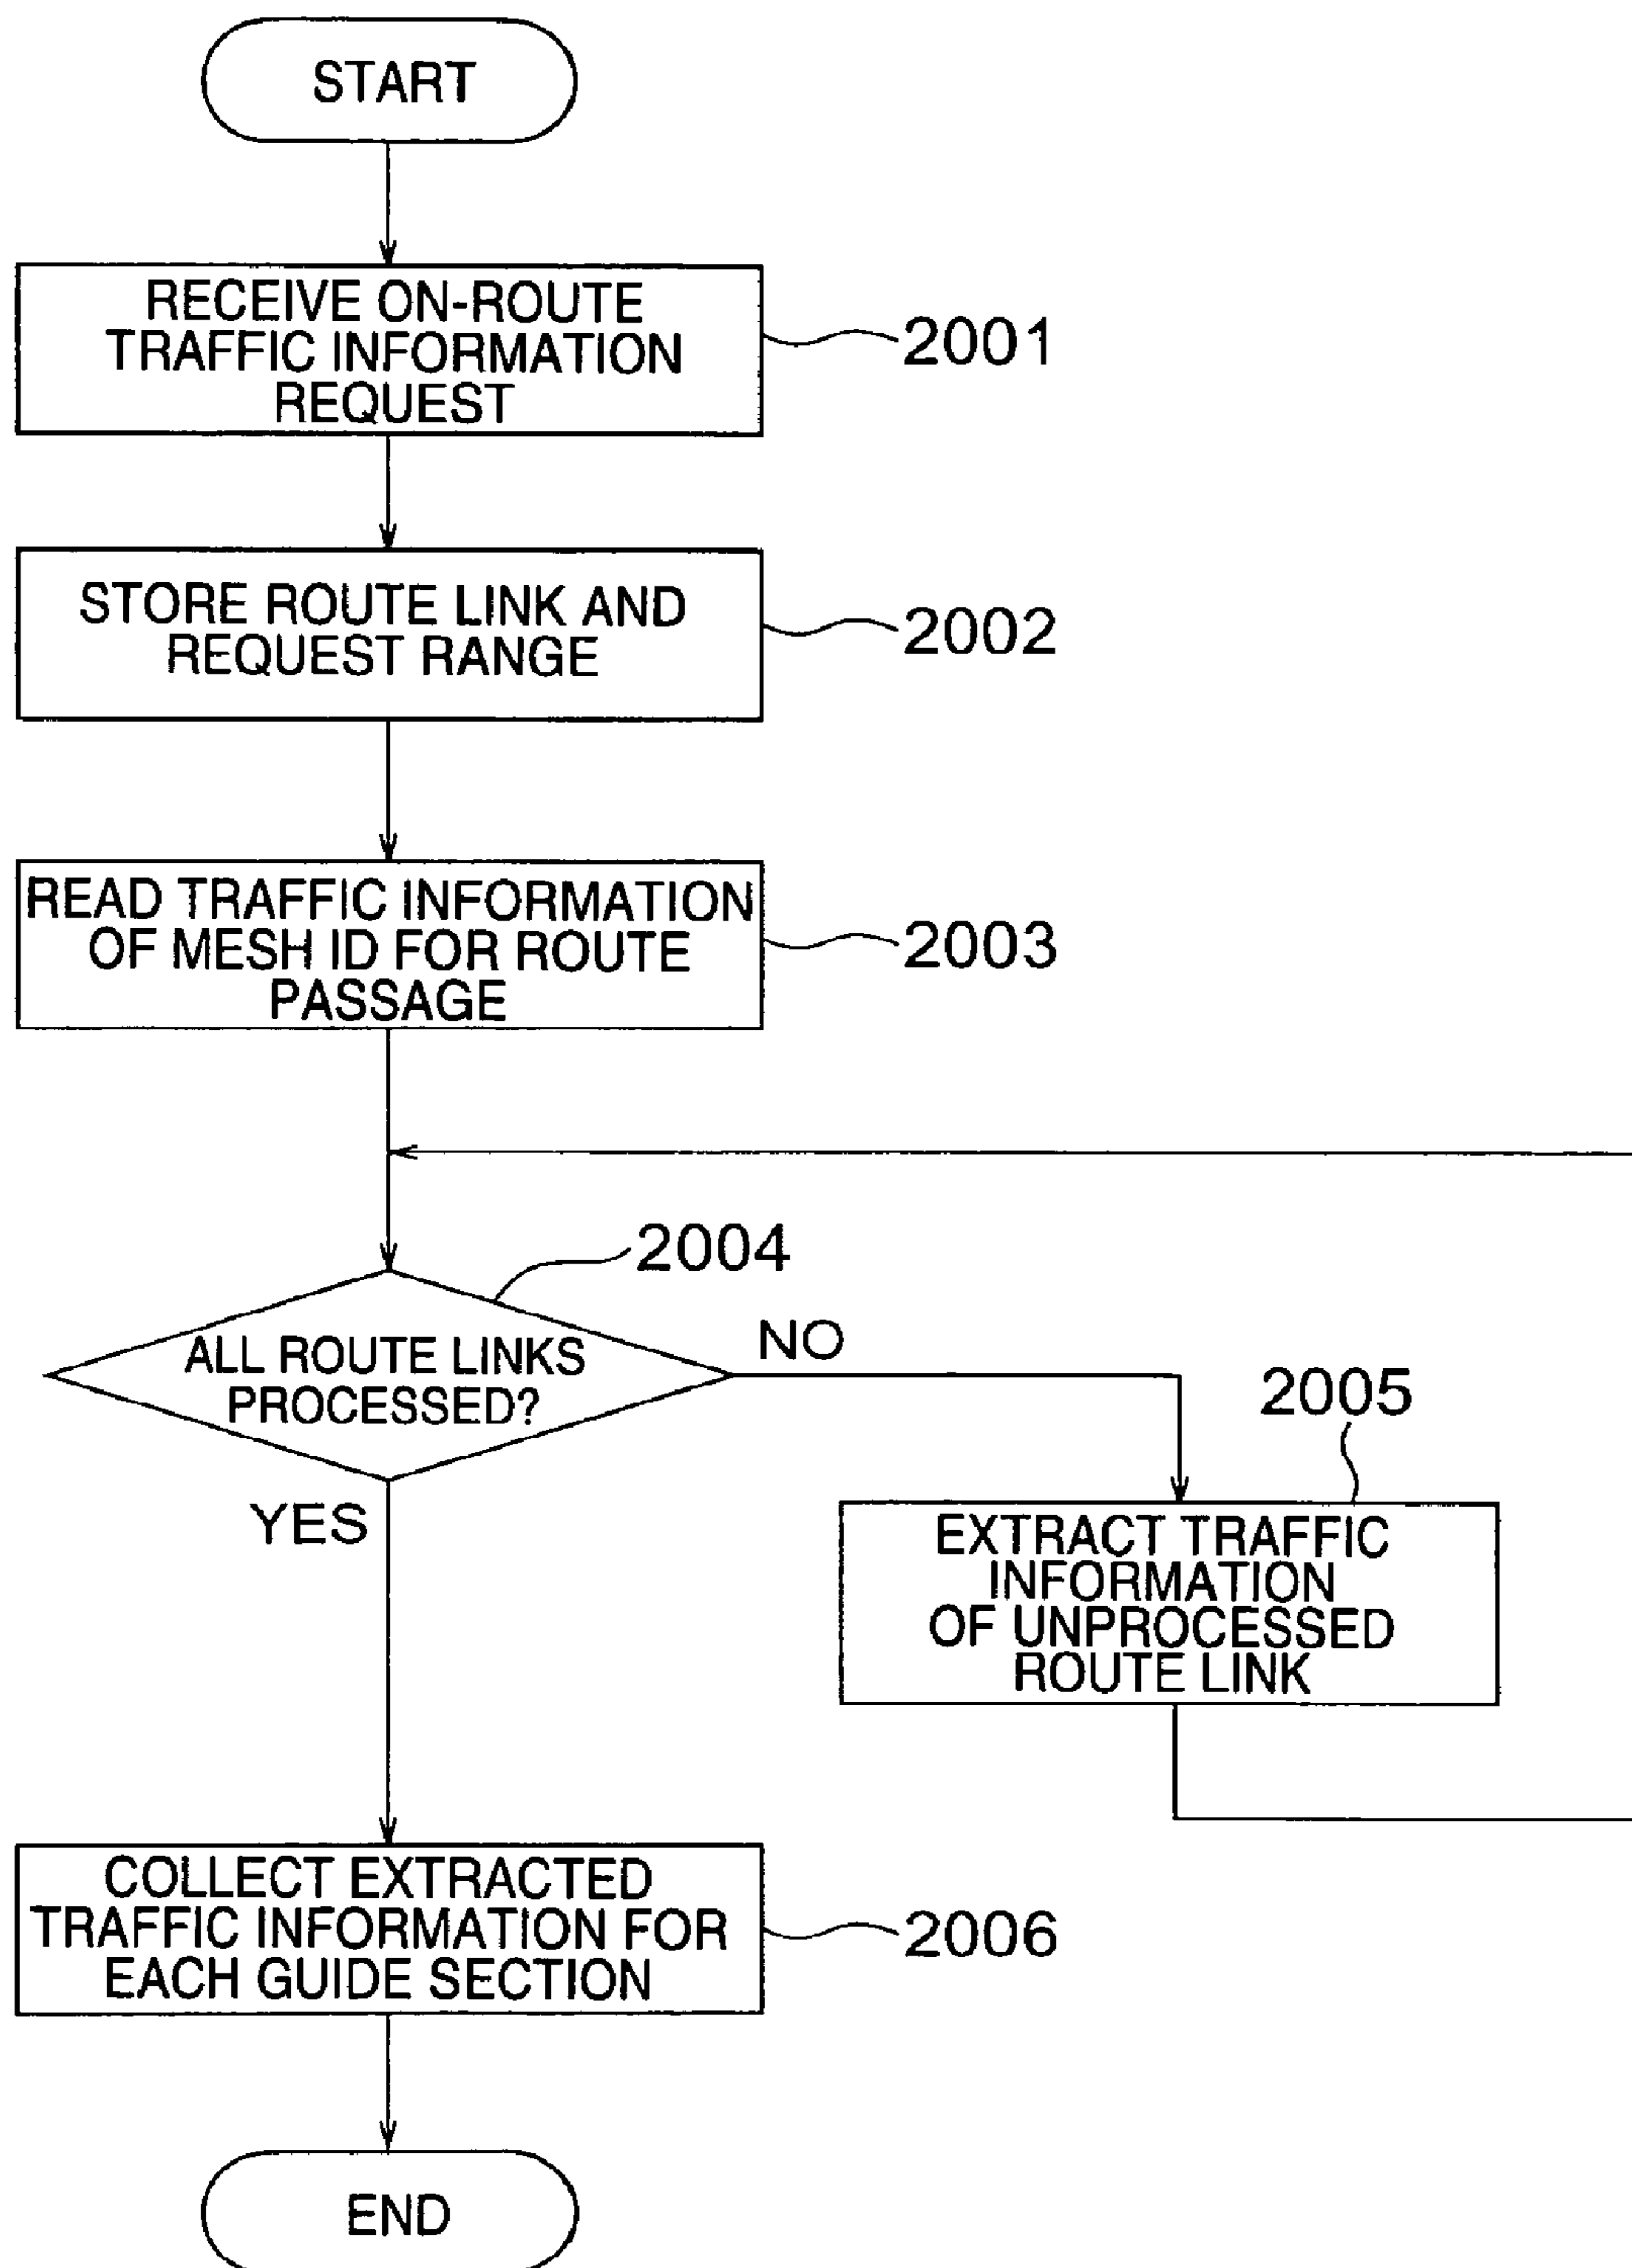 START
RECEIVE ON-ROUTE
TRAFFIC INFORMATION
REQUEST
2001
STORE ROUTE LINK AND
REQUEST RANGE
2002
READ TRAFFIC INFORMATION
OF MESH ID FOR ROUTE
PASSAGE
2003
2004
ALL ROUTE LINKS
PROCESSED?
NO
YES
2005
EXTRACT TRAFFIC
INFORMATION
OF UNPROCESSED
ROUTE LINK
COLLECT EXTRACTED
TRAFFIC INFORMATION FOR
EACH GUIDE SECTION
2006
END